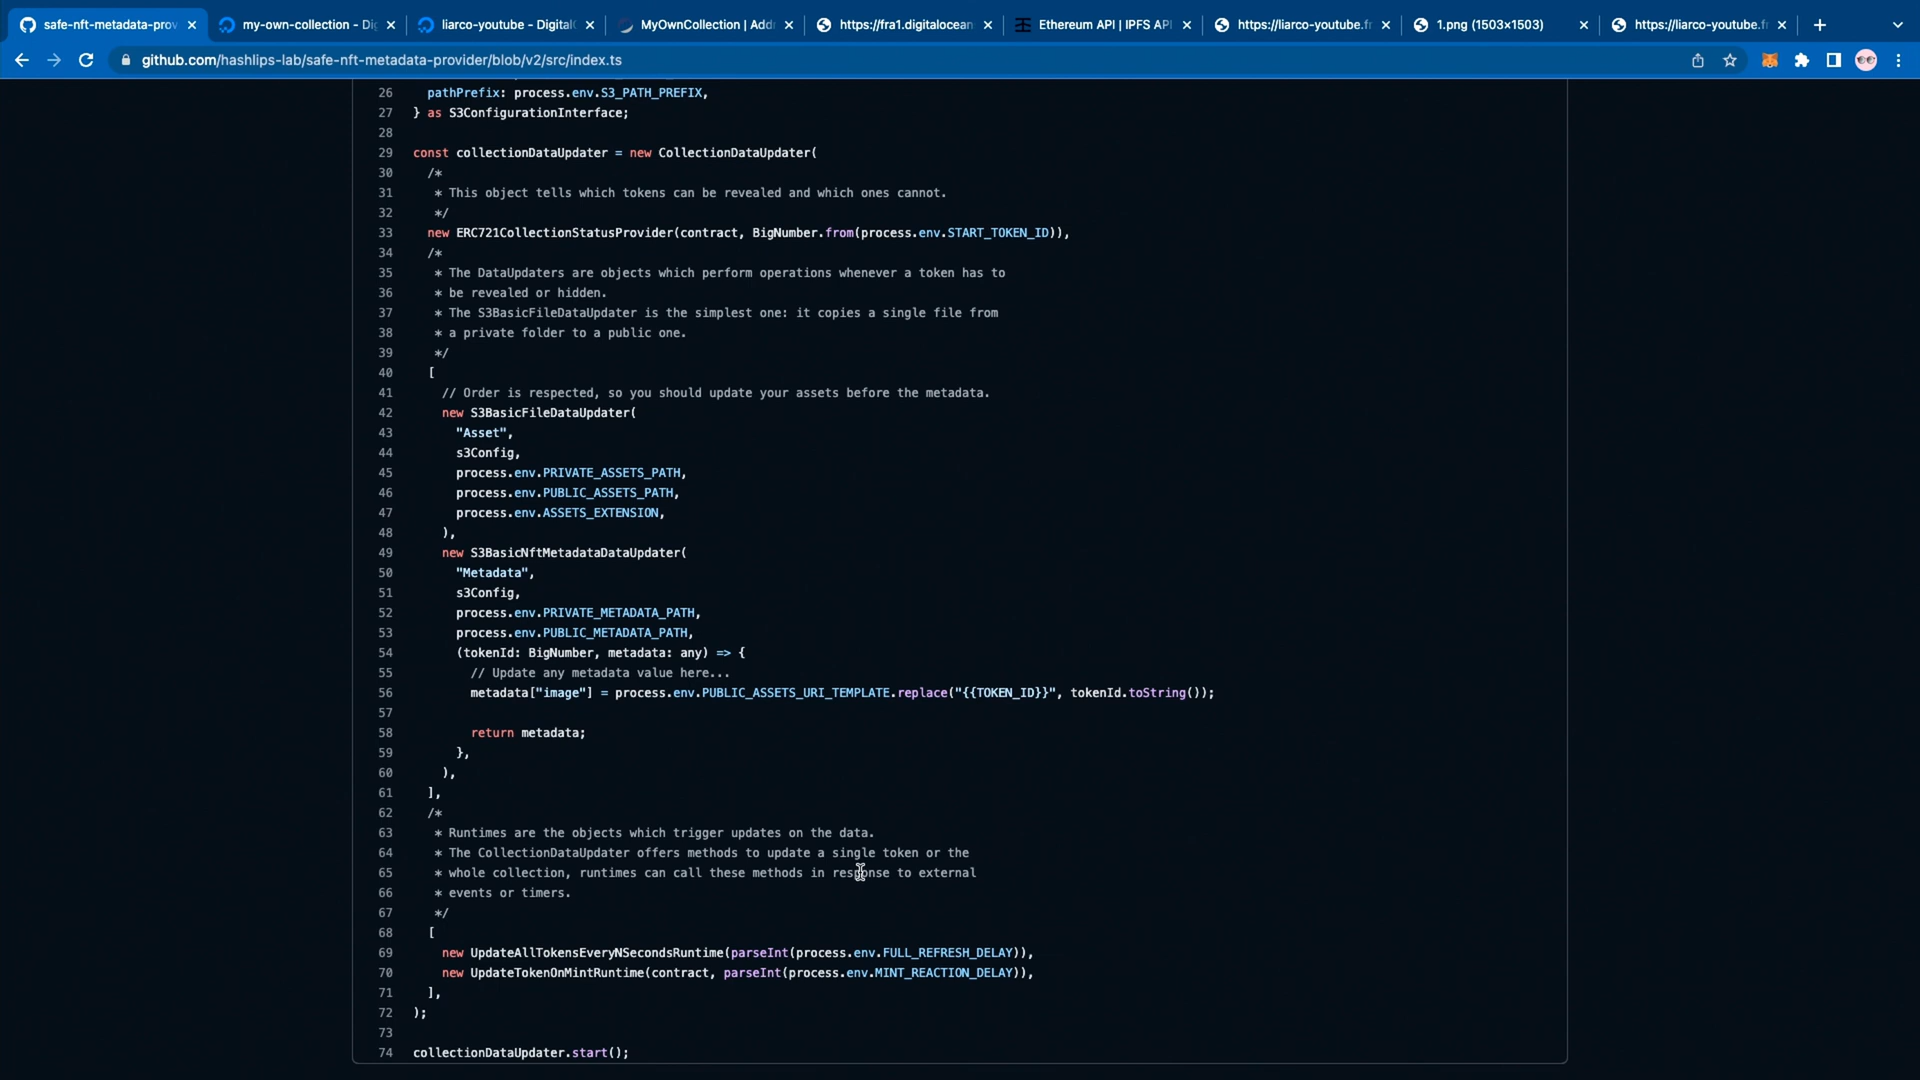 safe-nft-metadata-prov
my-own-collection - Di
liarco-youtube - Digital
MyOwnCollection | Addr
https://fra1.digitalocean
Ethereum API | IPFS API
https://liarco-youtube.fr
1.png (1503×1503)
https://liarco-youtube.f
github.com/hashlips-lab/safe-nft-metadata-provider/blob/v2/src/index.ts
26 pathPrefix: process.env.S3_PATH_PREFIX,
27 } as S3ConfigurationInterface;
28
29 const collectionDataUpdater = new CollectionDataUpdater(
30 /*
31 * This object tells which tokens can be revealed and which ones cannot.
32 */
33 new ERC721CollectionStatusProvider(contract, BigNumber.from(process.env.START_TOKEN_ID)),
34 /*
35 * The DataUpdaters are objects which perform operations whenever a token has to
36 * be revealed or hidden.
37 * The S3BasicFileDataUpdater is the simplest one: it copies a single file from
38 * a private folder to a public one.
39 */
40 [
41 // Order is respected, so you should update your assets before the metadata.
42 new S3BasicFileDataUpdater(
43 "Asset",
44 s3Config,
45 process.env.PRIVATE_ASSETS_PATH,
46 process.env.PUBLIC_ASSETS_PATH,
47 process.env.ASSETS_EXTENSION,
48 ),
49 new S3BasicNftMetadataDataUpdater(
50 "Metadata",
51 s3Config,
52 process.env.PRIVATE_METADATA_PATH,
53 process.env.PUBLIC_METADATA_PATH,
54 (tokenId: BigNumber, metadata: any) => {
55 // Update any metadata value here...
56 metadata["image"] = process.env.PUBLIC_ASSETS_URI_TEMPLATE.replace("{{TOKEN_ID}}", tokenId.toString());
57
58 return metadata;
59 },
60 ),
61 ],
62 /*
63 * Runtimes are the objects which trigger updates on the data.
64 * The CollectionDataUpdater offers methods to update a single token or the
65 * whole collection, runtimes can call these methods in response to external
66 * events or timers.
67 */
68 [
69 new UpdateAllTokensEveryNSecondsRuntime(parseInt(process.env.FULL_REFRESH_DELAY)),
70 new UpdateTokenOnMintRuntime(contract, parseInt(process.env.MINT_REACTION_DELAY)),
71 ],
72 );
73
74 collectionDataUpdater.start();